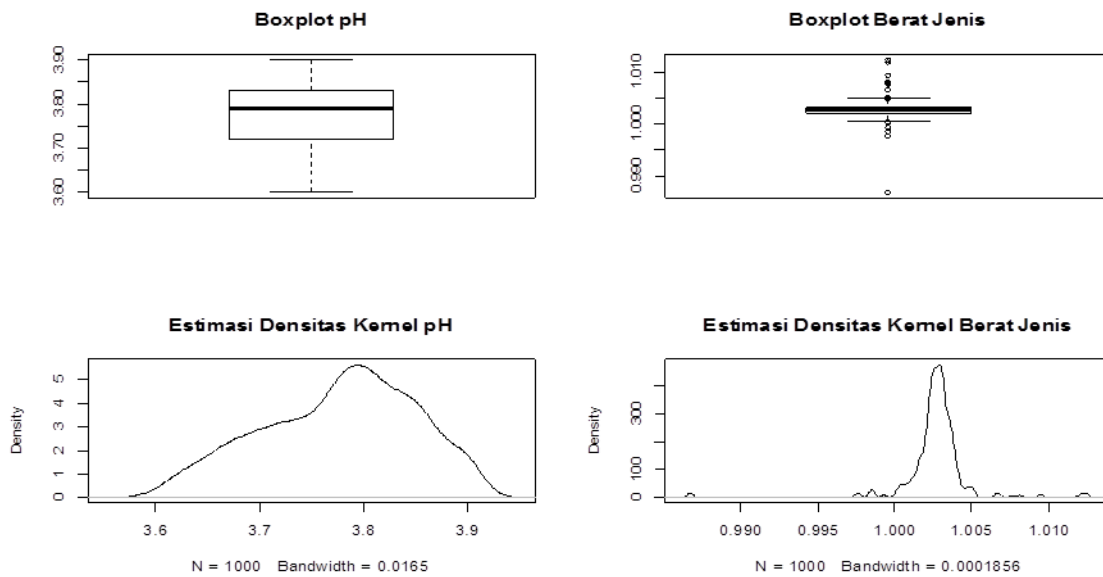 Boxplot pH
3.90
3.80
3.70
3.60
Boxplot Berat Jenis
1.010
1.000
0.990
Estimasi Densitas Kernel pH
Density
5
4
3
2
1
0
3.6 3.7 3.8 3.9
N = 1000 Bandwidth = 0.0165
Estimasi Densitas Kernel Berat Jenis
Density
300
100
0
0.990 0.995 1.000 1.005 1.010
N = 1000 Bandwidth = 0.0001856